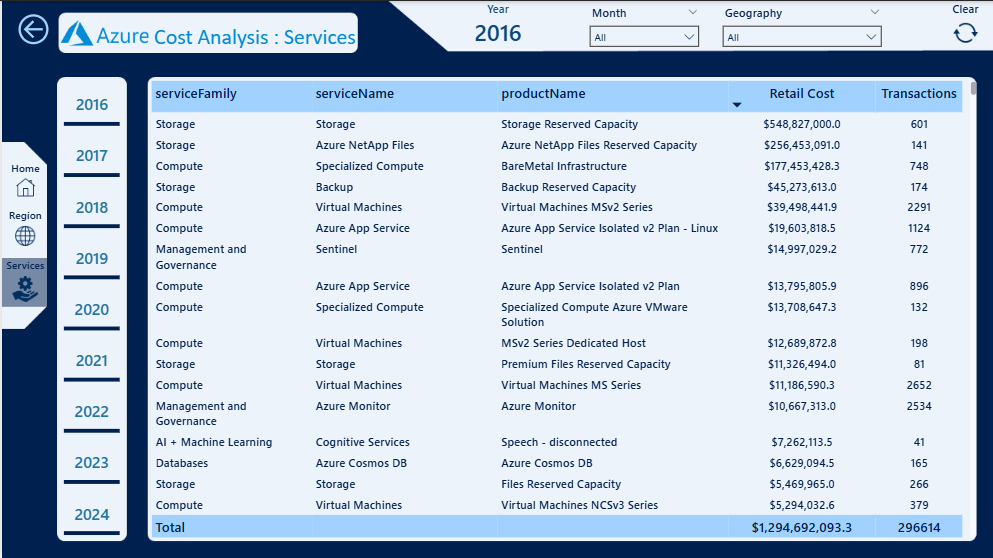 Azure Cost Analysis : Services
Year
2016
Month
All
Geography
All
Clear
Home
Region
Services
2016
2017
2018
2019
2020
2021
2022
2023
2024
serviceFamily serviceName productName Retail Cost Transactions
Storage Storage Storage Reserved Capacity $548,827,000.0 601
Storage Azure NetApp Files Azure NetApp Files Reserved Capacity $256,453,091.0 141
Compute Specialized Compute BareMetal Infrastructure $177,453,428.3 748
Storage Backup Backup Reserved Capacity $45,273,613.0 174
Compute Virtual Machines Virtual Machines MSv2 Series $39,498,441.9 2291
Compute Azure App Service Azure App Service Isolated v2 Plan - Linux $19,603,818.5 1124
Management and Sentinel Sentinel $14,997,029.2 772
Governance
Compute Azure App Service Azure App Service Isolated v2 Plan $13,795,805.9 896
Compute Specialized Compute Specialized Compute Azure VMware $13,708,647.3 132
Solution
Compute Virtual Machines MSv2 Series Dedicated Host $12,689,872.8 198
Storage Storage Premium Files Reserved Capacity $11,326,494.0 81
Compute Virtual Machines Virtual Machines MS Series $11,186,590.3 2652
Management and Azure Monitor Azure Monitor $10,667,313.0 2534
Governance
AI + Machine Learning Cognitive Services Speech - disconnected $7,262,113.5 41
Databases Azure Cosmos DB Azure Cosmos DB $6,629,094.5 165
Storage Storage Files Reserved Capacity $5,469,965.0 266
Compute Virtual Machines Virtual Machines NCSv3 Series $5,294,032.6 379
Total $1,294,692,093.3 296614